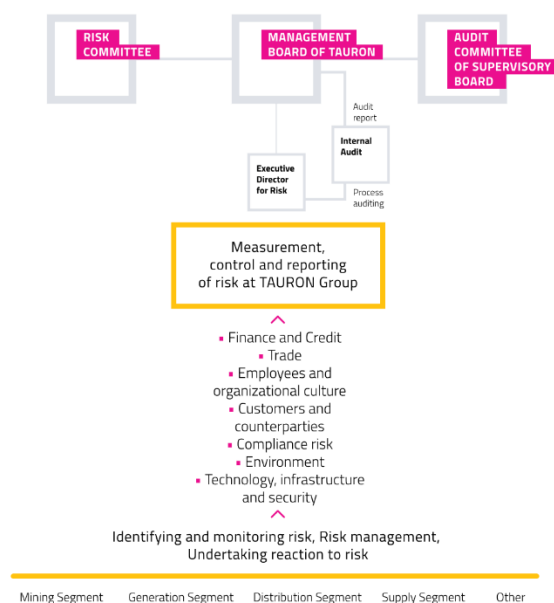 RISK
COMMITTEE
MANAGEMENT
BOARD OF TAURON
AUDIT
COMMITTEE
OF SUPERVISORY
BOARD
Audit
report
Internal
Audit
Executive
Director
for Risk
Process
auditing
Measurement,
control and reporting
of risk at TAURON Group
▪ Finance and Credit
▪ Trade
▪ Employees and
organizational culture
▪ Customers and
counterparties
▪ Compliance risk
▪ Environment
▪ Technology, infrastructure
and security
Identifying and monitoring risk, Risk management,
Undertaking reaction to risk
Mining Segment Generation Segment Distribution Segment Supply Segment Other